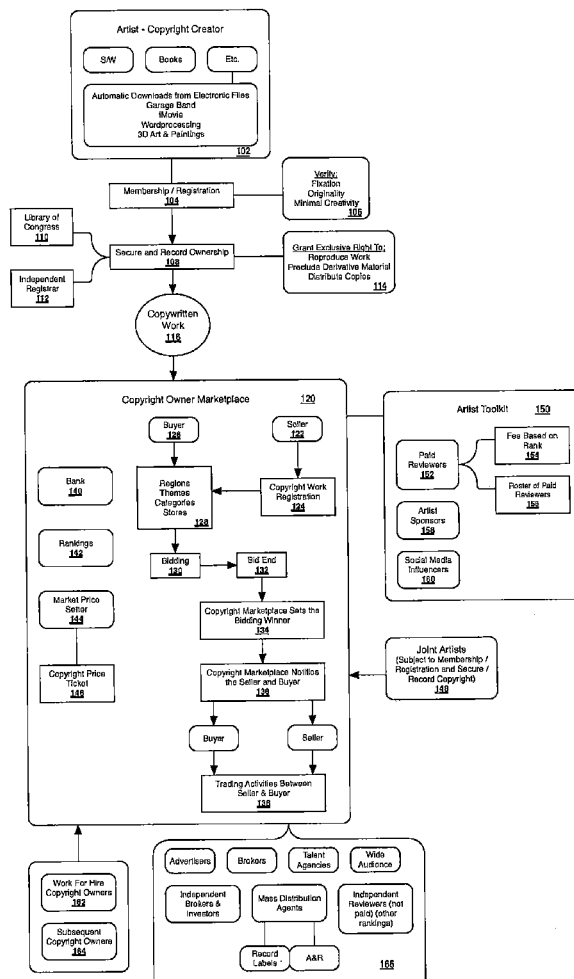 Artist - Copyright Creator
S/W
Books
Etc.
Automatic Downloads from Electronic Files
Garage Band
iMovie
Wordprocessing
3D Art & Paintings
102
Membership / Registration
104
Verify:
Fixation
Originality
Minimal Creativity
106
Library of
Congress
110
Secure and Record Ownership
108
Independent
Registrar
112
Grant Exclusive Right To:
Reproduce Work
Preclude Derivative Material
Distribute Copies
114
Copywritten
Work
116
Copyright Owner Marketplace 120
Buyer
126
Seller
122
Bank
140
Regions
Themes
Categories
Stores
128
Copyright Work
Registration
124
Rankings
142
Bidding
130
Bid End
132
Market Price
Setter
144
Copyright Marketplace Sets the
Bidding Winner
134
Copyright Price
Ticket
146
Copyright Marketplace Notifies
the Seller and Buyer
136
Buyer
Seller
Trading Activities Between
Seller & Buyer
138
Artist Toolkit 150
Paid
Reviewers
152
Fee Based on
Rank
154
Roster of Paid
Reviewers
156
Artist
Sponsors
158
Social Media
Influencers
160
Joint Artists
(Subject to Membership /
Registration and Secure /
Record Copyright)
148
Work For Hire
Copyright Owners
162
Subsequent
Copyright Owners
164
Advertisers
Brokers
Talent
Agencies
Wide
Audience
Independent
Brokers &
Investors
Mass Distribution
Agents
Independent
Reviewers (not
paid) (other
rankings)
Record
Labels
A&R
166